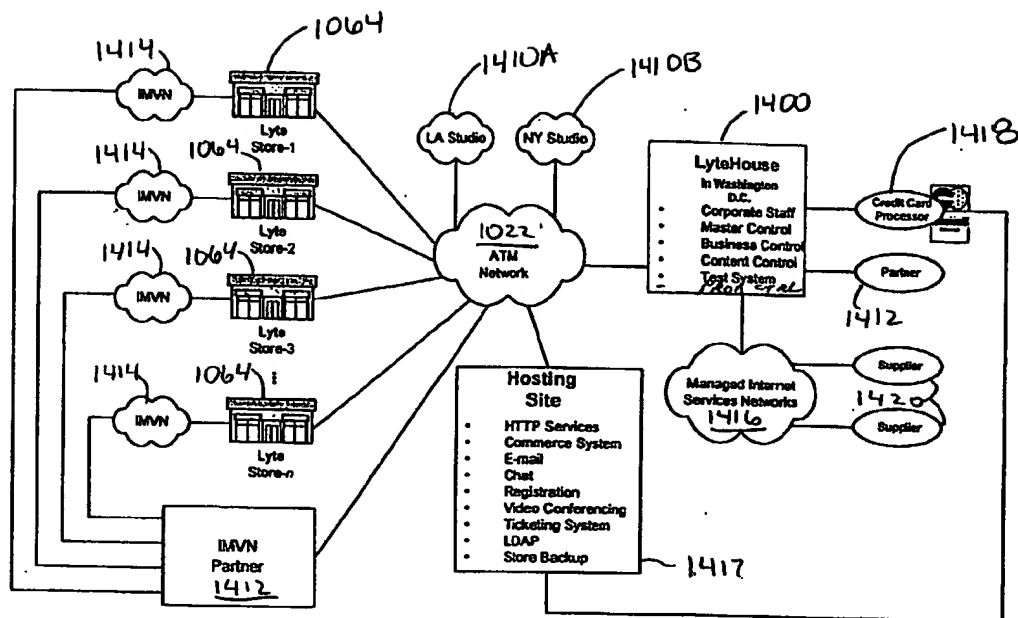 1414
1064
IMVN
Lyte
Store-1
1414
1064
IMVN
Lyte
Store-2
1414
1064
IMVN
Lyte
Store-3
1414
1064
IMVN
Lyte
Store-n
IMVN
Partner
1412
1410A
1410B
LA Studio
NY Studio
1022'
ATM
Network
1400
LyteHouse
In Washington
D.C.
• Corporate Staff
• Master Control
• Business Control
• Content Control
• Test System
1418
Credit Card
Processor
Partner
1412
Managed Internet
Services Networks
1416
Supplier
1420
Supplier
Hosting
Site
• HTTP Services
• Commerce System
• E-mail
• Chat
• Registration
• Video Conferencing
• Ticketing System
• LDAP
• Store Backup
1417